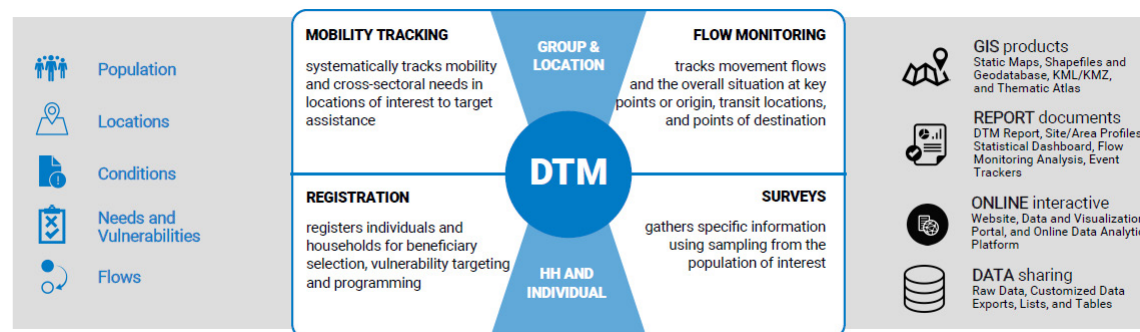 Population
Locations
Conditions
Needs and
Vulnerabilities
Flows
MOBILITY TRACKING
systematically tracks mobility
and cross-sectoral needs in
locations of interest to target
assistance
GROUP &
LOCATION
FLOW MONITORING
tracks movement flows
and the overall situation at key
points or origin, transit locations,
and points of destination
DTM
REGISTRATION
registers individuals and
households for beneficiary
selection, vulnerability targeting
and programming
HH AND
INDIVIDUAL
SURVEYS
gathers specific information
using sampling from the
population of interest
GIS products
Static Maps, Shapefiles and
Geodatabase, KML/KMZ,
and Thematic Atlas
REPORT documents
DTM Report, Site/Area Profiles
Statistical Dashboard, Flow
Monitoring Analysis, Event
Trackers
ONLINE interactive
Website, Data and Visualization
Portal, and Online Data Analytic
Platform
DATA sharing
Raw Data, Customized Data
Exports, Lists, and Tables